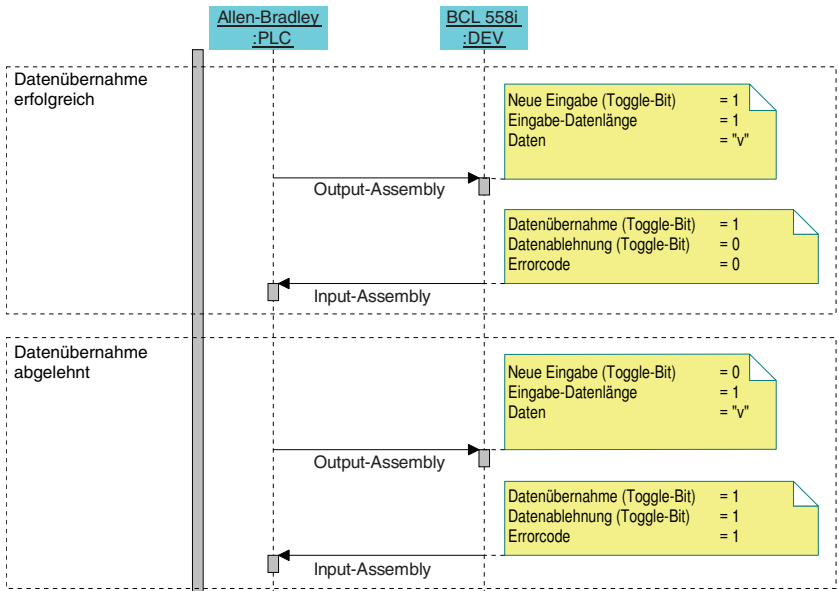 Allen-Bradley
:PLC
BCL 558i
:DEV
Datenübernahme
erfolgreich
Neue Eingabe (Toggle-Bit) = 1
Eingabe-Datenlänge = 1
Daten = "v"
Output-Assembly
Datenübernahme (Toggle-Bit) = 1
Datenablehnung (Toggle-Bit) = 0
Errorcode = 0
Input-Assembly
Datenübernahme
abgelehnt
Neue Eingabe (Toggle-Bit) = 0
Eingabe-Datenlänge = 1
Daten = "v"
Output-Assembly
Datenübernahme (Toggle-Bit) = 1
Datenablehnung (Toggle-Bit) = 1
Errorcode = 1
Input-Assembly